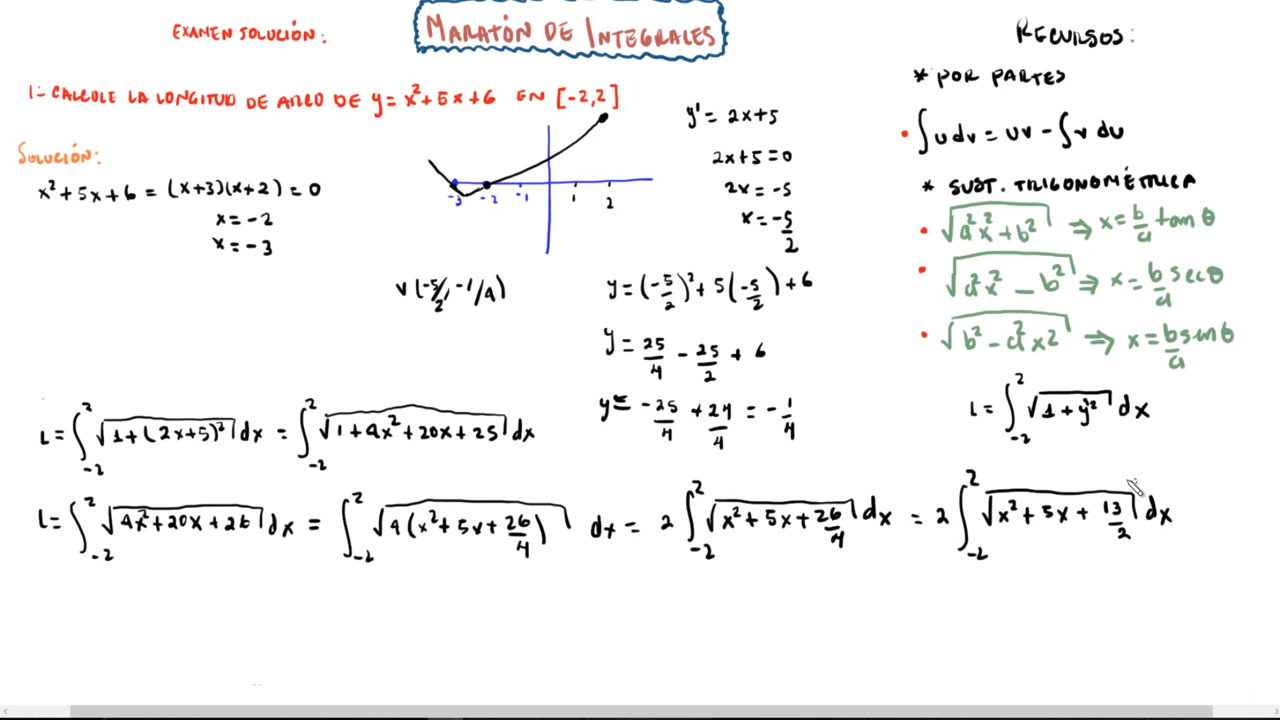 EXAMEN SOLUCIÓN:
MARATÓN DE INTEGRALES
RECURSOS:
1= CALCULE LA LONGITUD DE ARCO DE y = x² + 5x + 6 EN [-2,2]
SOLUCIÓN:
x² + 5x + 6 = (x+3)(x+2) = 0
x = -2
x = -3
-3 -2 -1 1 2
y' = 2x+5
2x+5 = 0
2x = -5
x = -5/2
V(-5/2, -1/4)
y = (-5/2)² + 5(-5/2) + 6
y = 25/4 - 25/2 + 6
y = -25/4 + 24/4 = -1/4
* POR PARTES
• ∫u dv = uv - ∫v du
* SUST. TRIGONOMÉTRICA
• √(a²x² + b²) ⇒ x = b/a tan θ
• √(a²x² - b²) ⇒ x = b/a sec θ
• √(b² - a²x²) ⇒ x = b/a sen θ
L = ∫₋₂² √(1 + y'²) dx
L = ∫₋₂² √(1 + (2x+5)²) dx = ∫₋₂² √(1 + 4x² + 20x + 25) dx
L = ∫₋₂² √(4x² + 20x + 26) dx = ∫₋₂² √(4(x² + 5x + 26/4)) dx = 2 ∫₋₂² √(x² + 5x + 26/4) dx = 2 ∫₋₂² √(x² + 5x + 13/2) dx